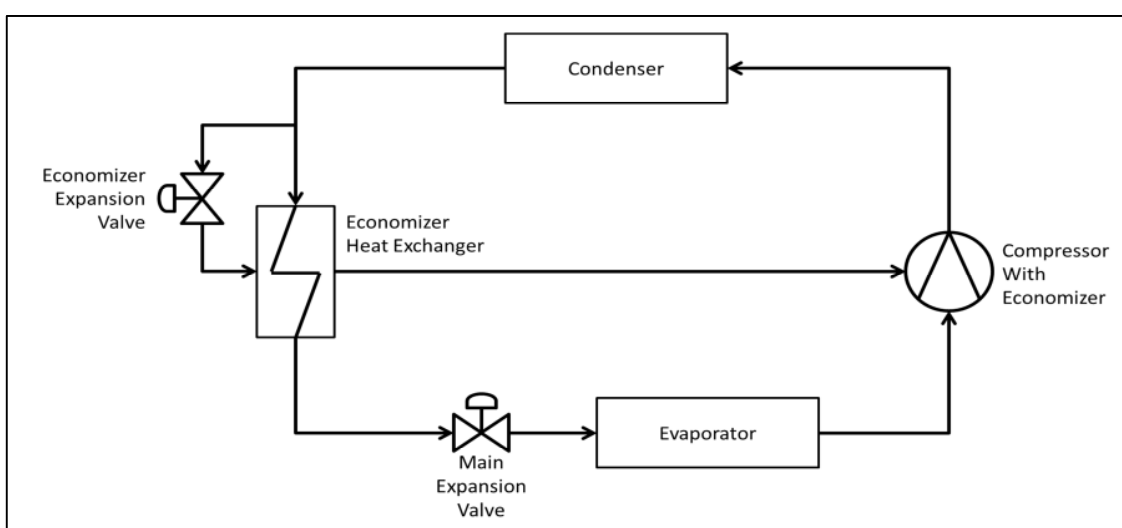 Condenser
Economizer
Expansion
Valve
Economizer
Heat Exchanger
Compressor
With
Economizer
Evaporator
Main
Expansion
Valve